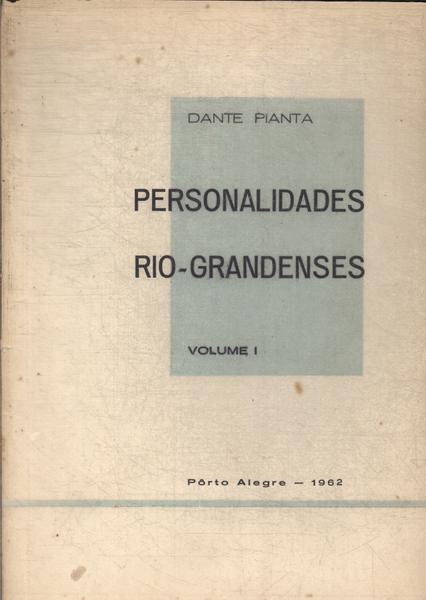 DANTE PIANTA
PERSONALIDADES
RIO-GRANDENSES
VOLUME I
Pôrto Alegre — 1962